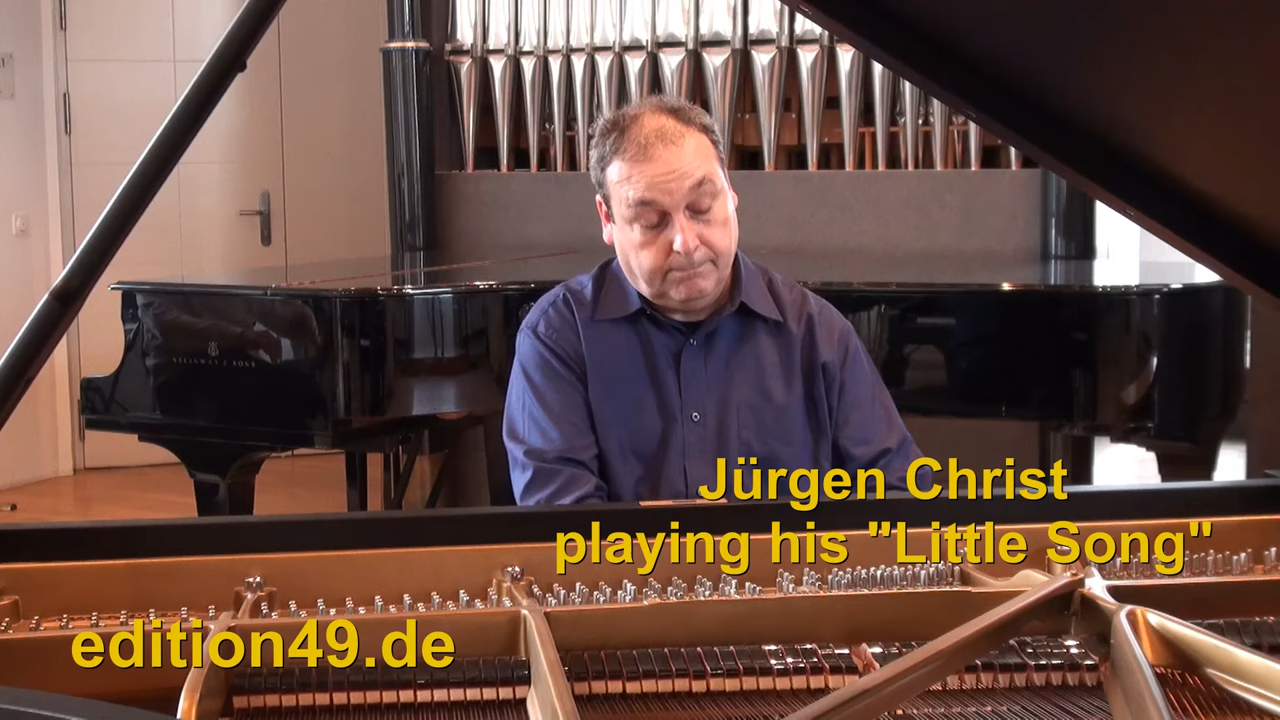 STEINWAY & SONS
Jürgen Christ
playing his "Little Song"
edition49.de